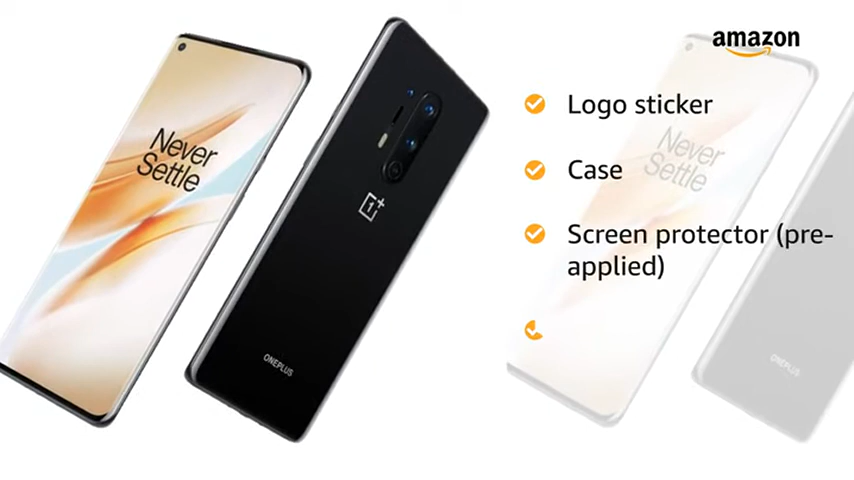 amazon
Never
Settle
1+
ONEPLUS
Logo sticker
Case
Screen protector (pre-
applied)
Never
Settle
ONEPLUS